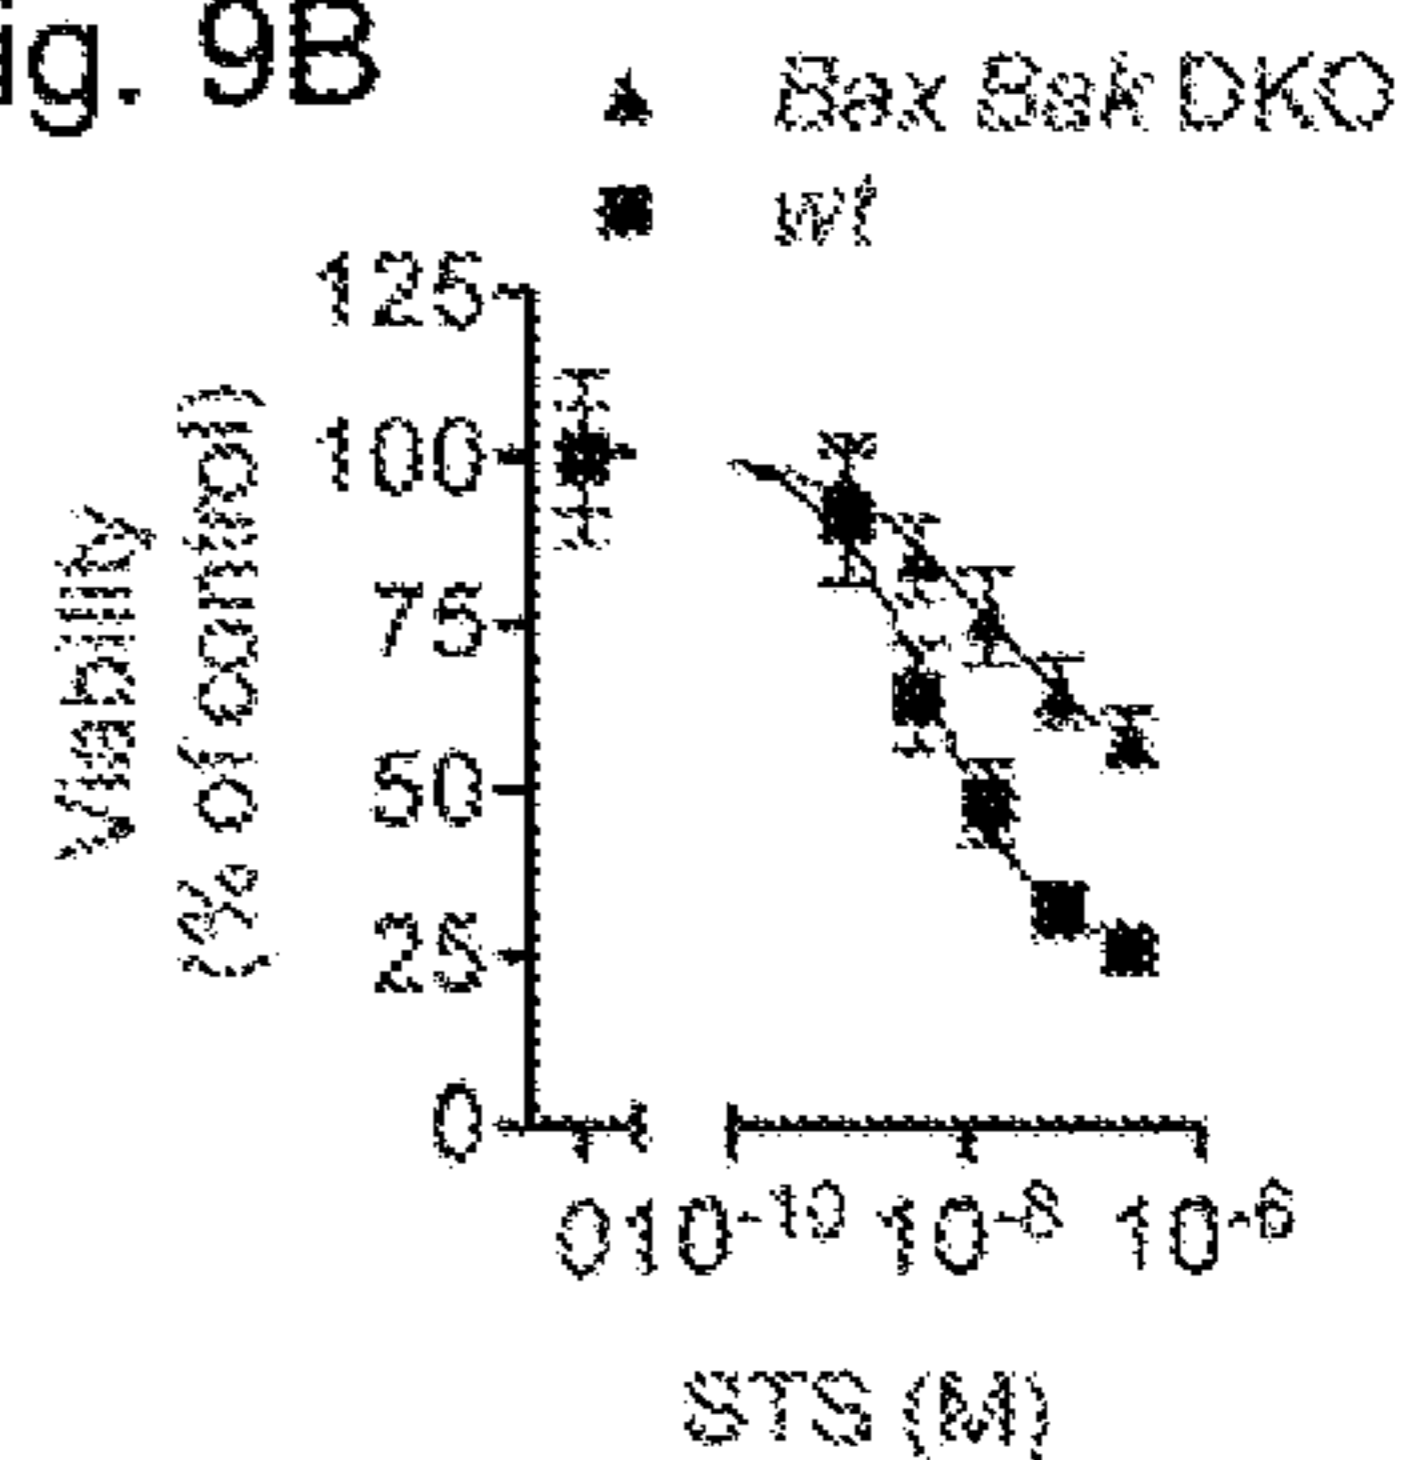 ig. 9B
Bax Bak DKO
wt
125
100
75
50
25
0
Viability
(% of control)
0 10⁻¹⁰ 10⁻⁸ 10⁻⁶
STS (M)